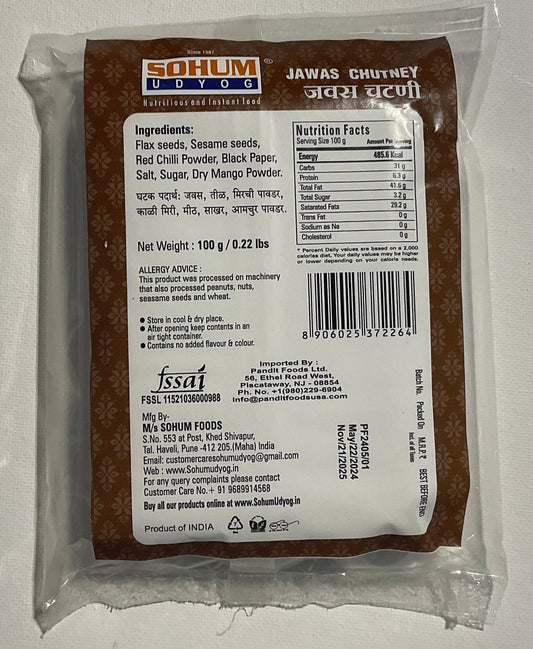 Since 1987
SOHUM®
UDYOG
Nutritious and Instant food
JAWAS CHUTNEY
जवस चटणी
Ingredients:
Flax seeds, Sesame seeds,
Red Chilli Powder, Black Paper,
Salt, Sugar, Dry Mango Powder.
घटक पदार्थ: जवस, तीळ, मिरची पावडर,
काळी मिरी, मीठ, साखर, आमचुर पावडर.
Net Weight : 100 g / 0.22 lbs
Nutrition Facts
Serving Size 100 g Amount Per Serving
Energy 485.6 Kcal
Carbs 31 g
Protein 6.3 g
Total Fat 41.6 g
Total Sugar 3.2 g
Satarated Fats 29.2 g
Trans Fat 0 g
Sodium as Na 0 g
Cholesterol 0 g
* Percent Daily values are based on a 2,000
calories diet, Your daily values may be higher
or lower depending on your calorie needs.
ALLERGY ADVICE :
This product was processed on machinery
that also processed peanuts, nuts,
seasame seeds and wheat.
● Store in cool & dry place.
● After opening keep contents in an
air tight container.
● Contains no added flavour & colour.
8 906025 372264
fssai
FSSL 11521036000988
Imported By :
Pandit Foods Ltd.
56, Ethel Road West,
Piscataway, NJ - 08854
Ph. No. +1(980)229-6904
info@panditfoodsusa.com
Mfg By-
M/s SOHUM FOODS
S.No. 553 at Post, Khed Shivapur,
Tal. Haveli, Pune -412 205.(Maha) India
Email: customercaresohumudyog@gmail.com
Web : www.Sohumudyog.in
For any query complaints please contact
Customer Care No.+ 91 9689914568
Buy all our products online at www.SohumUdyog.in
Product of INDIA
PF2405/01
May/22/2024
Nov/21/2025
Batch No.
Packed On
M.R.P.₹
Incl. of all Taxes
BEST BEFORE End.